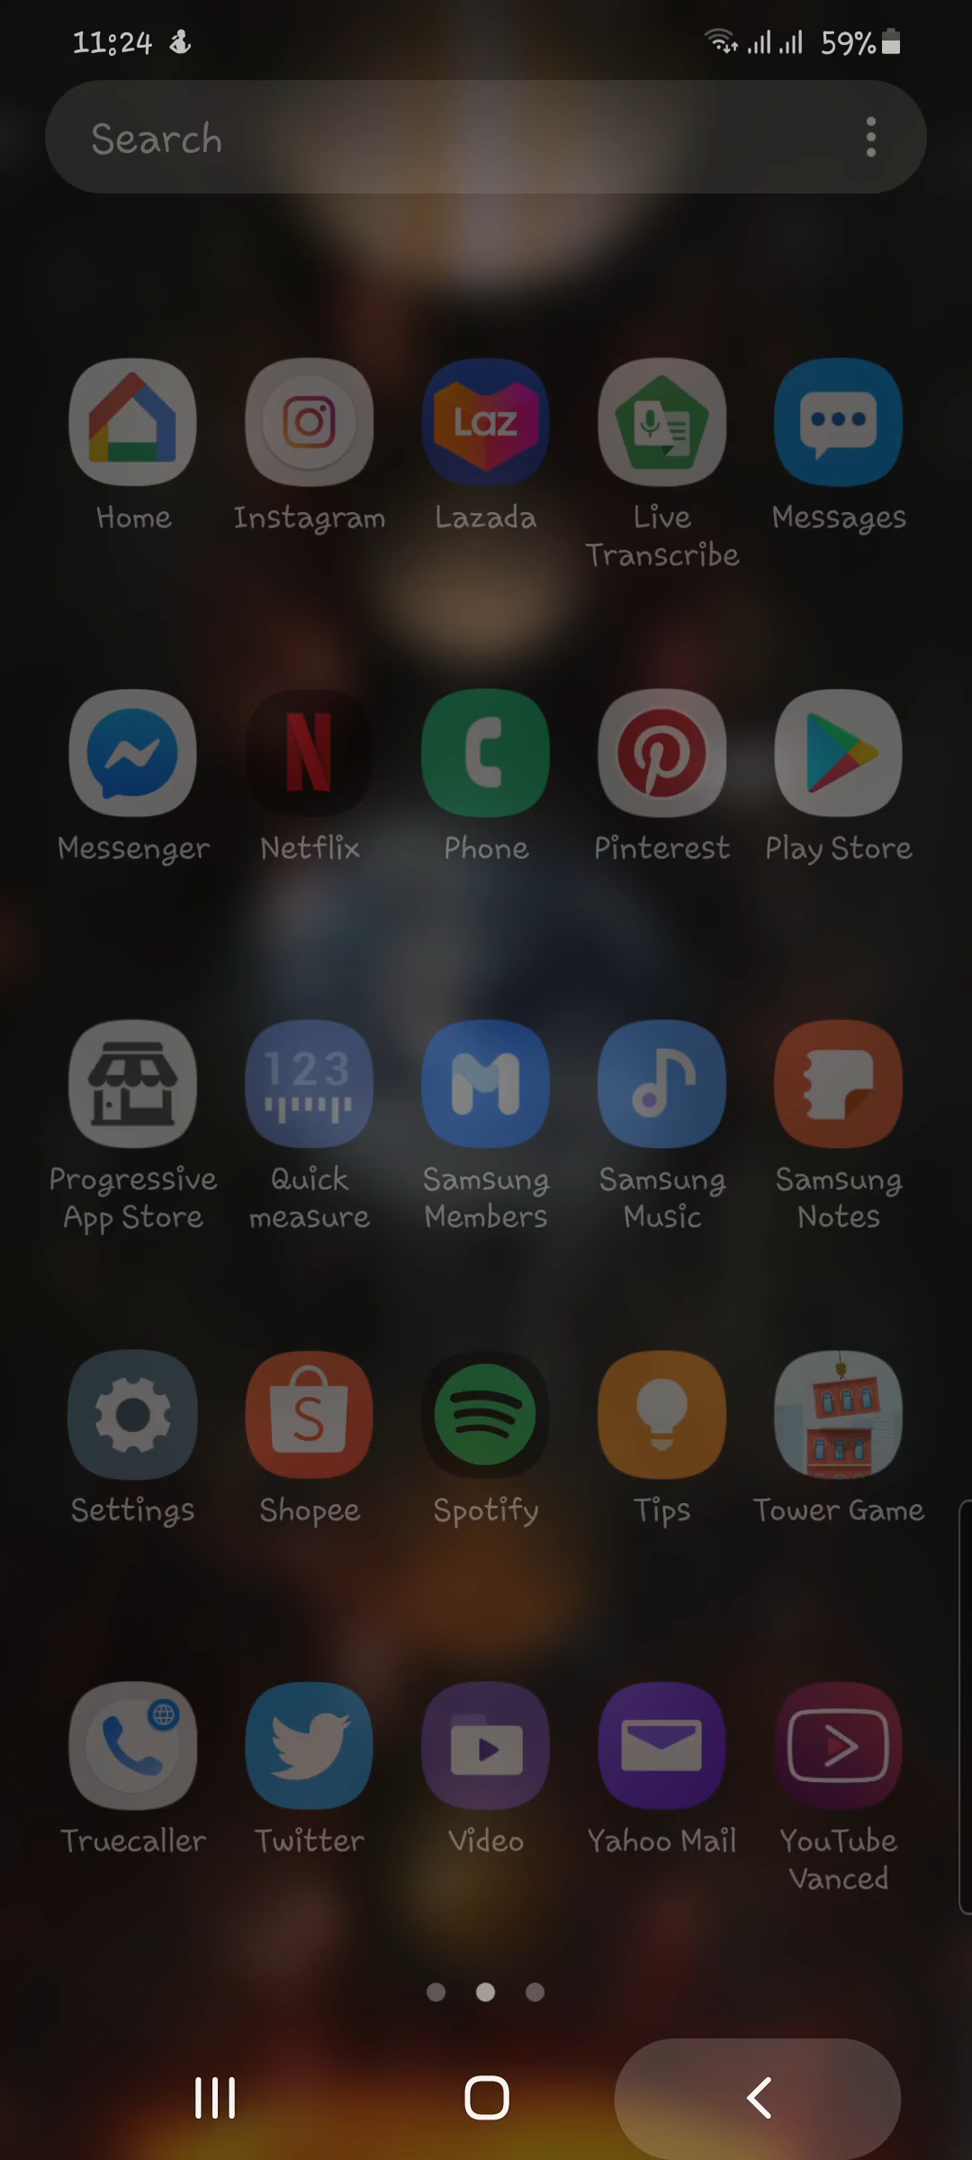 11:24 59%
Search
Laz
Home Instagram Lazada Live Transcribe Messages
N
Messenger Netflix Phone Pinterest Play Store
123
Progressive App Store Quick measure Samsung Members Samsung Music Samsung Notes
S
Settings Shopee Spotify Tips Tower Game
Truecaller Twitter Video Yahoo Mail YouTube Vanced